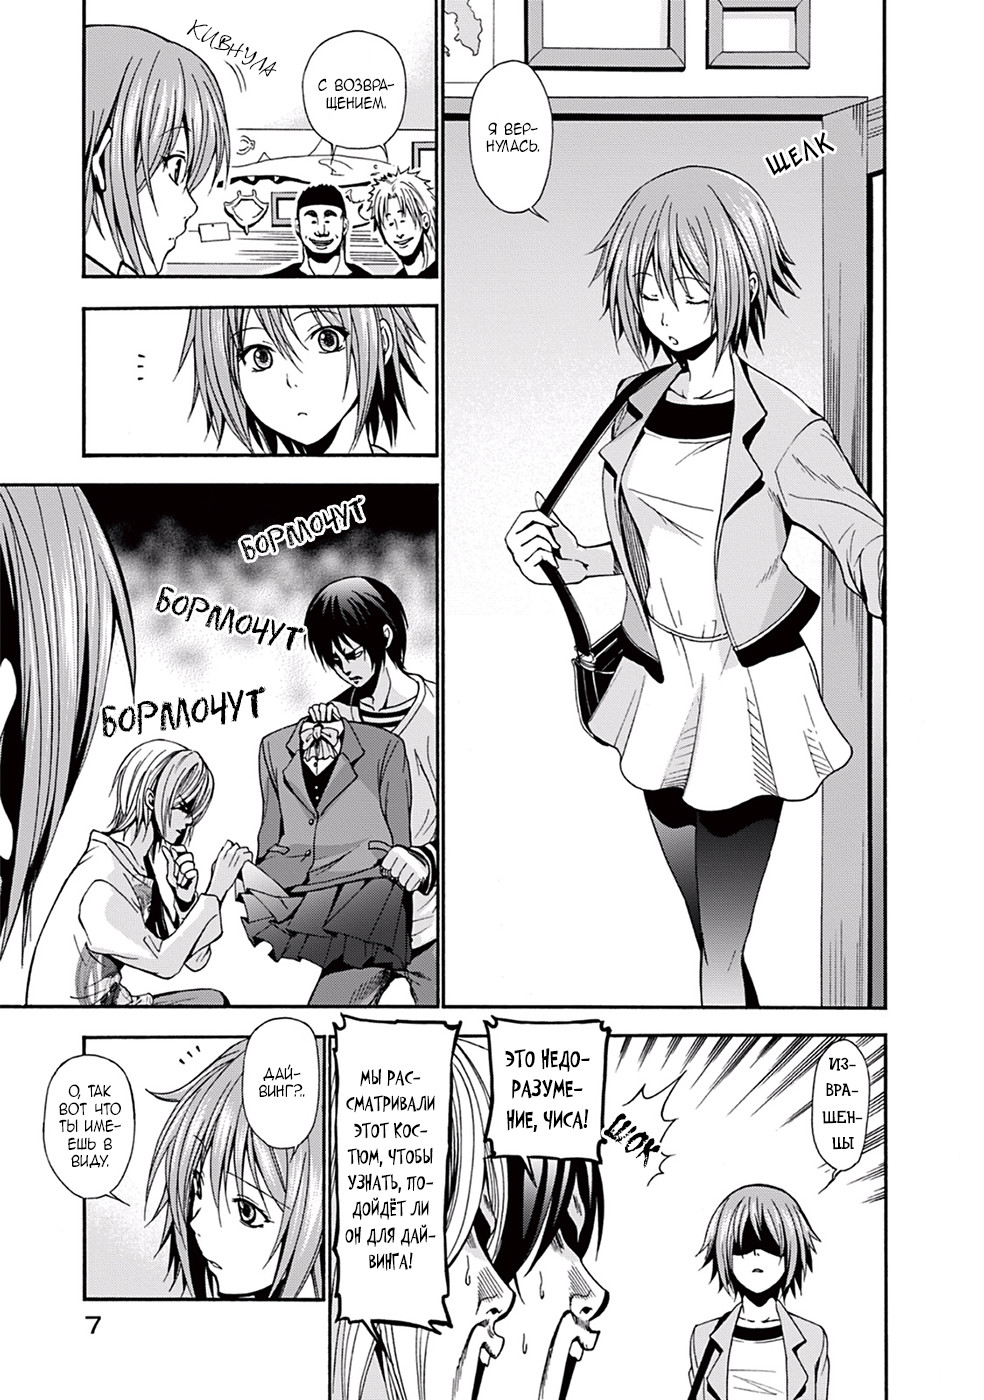 Я ВЕР-
НУЛАСЬ.
ЩЕЛК
С ВОЗВРА-
ЩЕНИЕМ.
КИВНУЛА
БОРМОЧУТ
БОРМОЧУТ
БОРМОЧУТ
ИЗ-
ВРА-
ЩЕН-
ЦЫ
ШОК
ЭТО НЕДО-
РАЗУМЕ-
НИЕ, ЧИСА!
МЫ РАС-
СМАТРИВАЛИ
ЭТОТ КОС-
ТЮМ, ЧТОБЫ
УЗНАТЬ, ПО-
ДОЙДЁТ ЛИ
ОН ДЛЯ ДАЙ-
ВИНГА!
ДАЙ-
ВИНГ?..
О, ТАК
ВОТ ЧТО
ТЫ ИМЕ-
ЕШЬ В
ВИДУ.
7